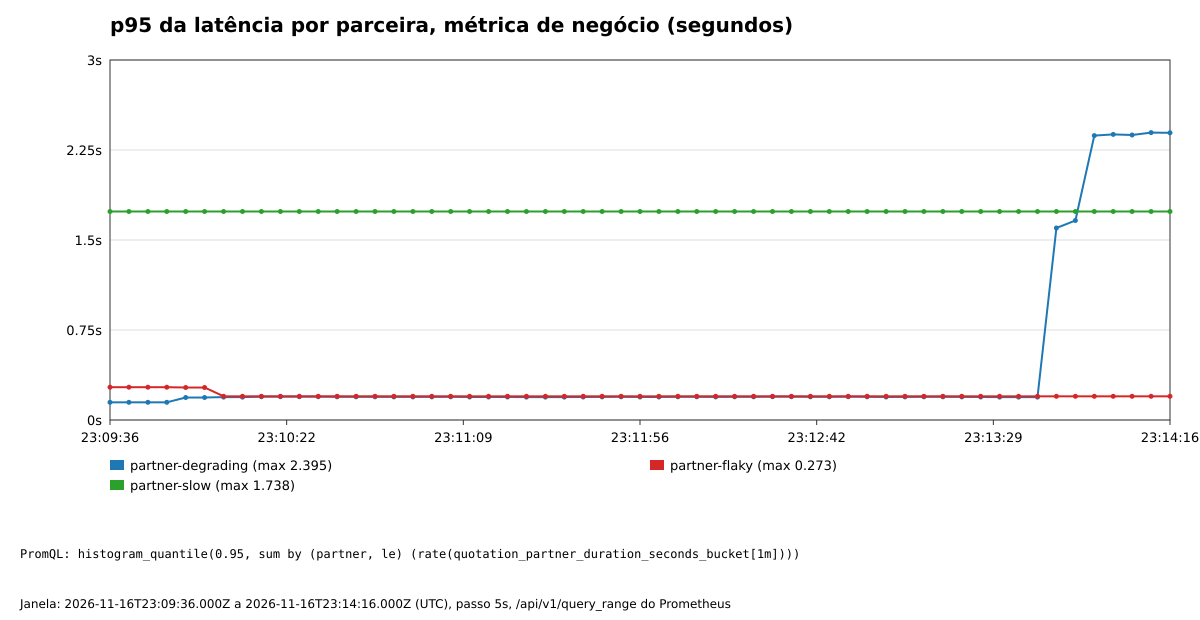 p95 da latência por parceira, métrica de negócio (segundos)
3s
2.25s
1.5s
0.75s
0s
23:09:36 23:10:22 23:11:09 23:11:56 23:12:42 23:13:29 23:14:16
partner-degrading (max 2.395) partner-flaky (max 0.273)
partner-slow (max 1.738)
PromQL: histogram_quantile(0.95, sum by (partner, le) (rate(quotation_partner_duration_seconds_bucket[1m])))
Janela: 2026-11-16T23:09:36.000Z a 2026-11-16T23:14:16.000Z (UTC), passo 5s, /api/v1/query_range do Prometheus